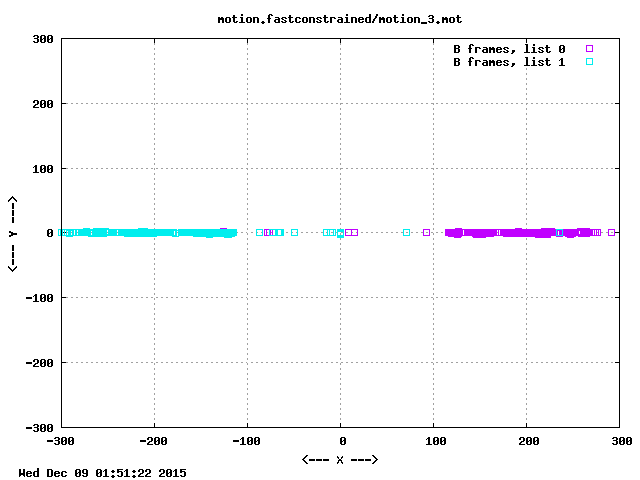 motion.fastconstrained/motion_3.mot
B frames, list 0
B frames, list 1
300
200
100
0
-100
-200
-300
<--- Y --->
-300 -200 -100 0 100 200 300
<--- X --->
Wed Dec 09 01:51:22 2015